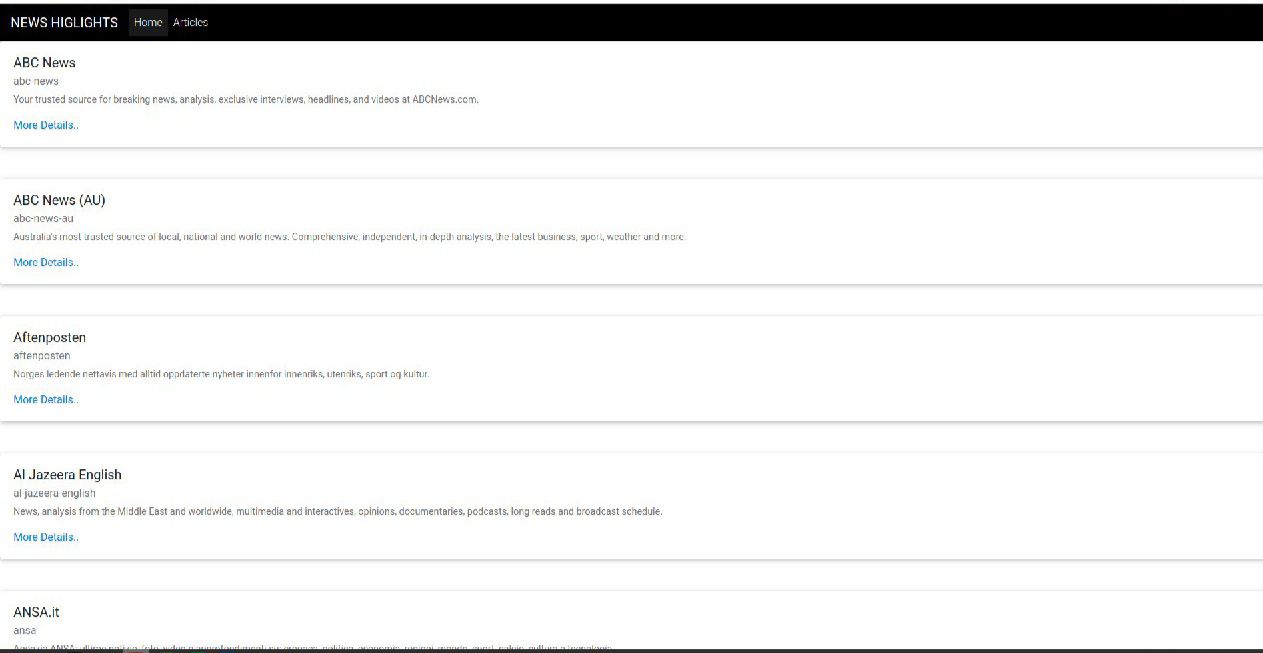 NEWS HIGLIGHTS Home Articles
ABC News
abc-news
Your trusted source for breaking news, analysis, exclusive interviews, headlines, and videos at ABCNews.com.
More Details..
ABC News (AU)
abc-news-au
Australia's most trusted source of local, national and world news. Comprehensive, independent, in-depth analysis, the latest business, sport, weather and more.
More Details..
Aftenposten
aftenposten
Norges ledende nettavis med alltid oppdaterte nyheter innenfor innenriks, utenriks, sport og kultur.
More Details..
Al Jazeera English
al-jazeera-english
News, analysis from the Middle East and worldwide, multimedia and interactives, opinions, documentaries, podcasts, long reads and broadcast schedule.
More Details..
ANSA.it
ansa